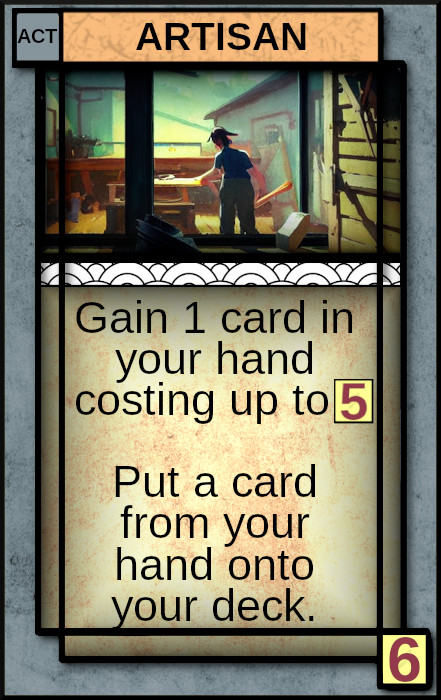 ACT ARTISAN
Gain 1 card in
your hand
costing up to 5
Put a card
from your
hand onto
your deck.
6